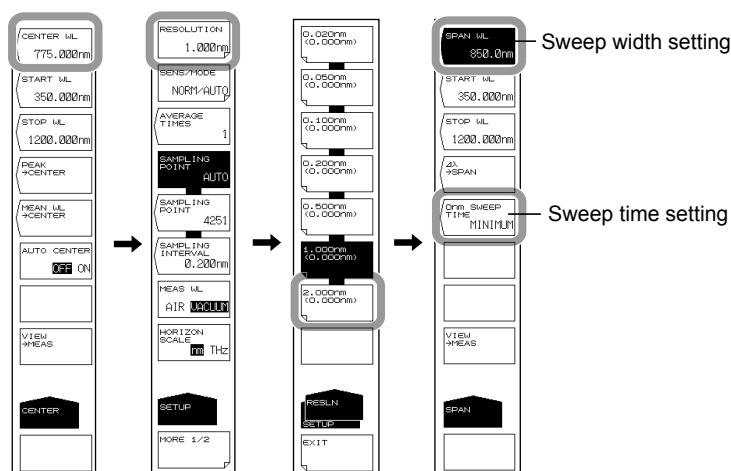 CENTER WL
775.000nm
START WL
350.000nm
STOP WL
1200.000nm
PEAK
→CENTER
MEAN WL
→CENTER
AUTO CENTER
OFF ON
VIEW
→MEAS
CENTER
RESOLUTION
1.000nm
SENS/MODE
NORM/AUTO
AVERAGE
TIMES
1
SAMPLING
POINT
AUTO
SAMPLING
POINT
4251
SAMPLING
INTERVAL
0.200nm
MEAS WL
AIR VACUUM
HORIZON
SCALE
nm THz
SETUP
MORE 1/2
0.020nm
(0.000nm)
0.050nm
(0.000nm)
0.100nm
(0.000nm)
0.200nm
(0.000nm)
0.500nm
(0.000nm)
1.000nm
(0.000nm)
2.000nm
(0.000nm)
RESLN
SETUP
EXIT
SPAN WL
850.0nm
START WL
350.000nm
STOP WL
1200.000nm
Δλ
→SPAN
0nm SWEEP
TIME
MINIMUM
VIEW
→MEAS
SPAN
Sweep width setting
Sweep time setting